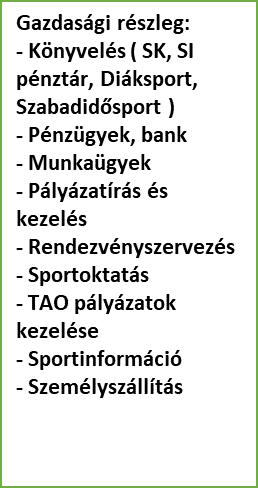 Gazdasági részleg:
- Könyvelés ( SK, SI
pénztár, Diáksport,
Szabadidősport )
- Pénzügyek, bank
- Munkaügyek
- Pályázatírás és
kezelés
- Rendezvényszervezés
- Sportoktatás
- TAO pályázatok
kezelése
- Sportinformáció
- Személyszállítás